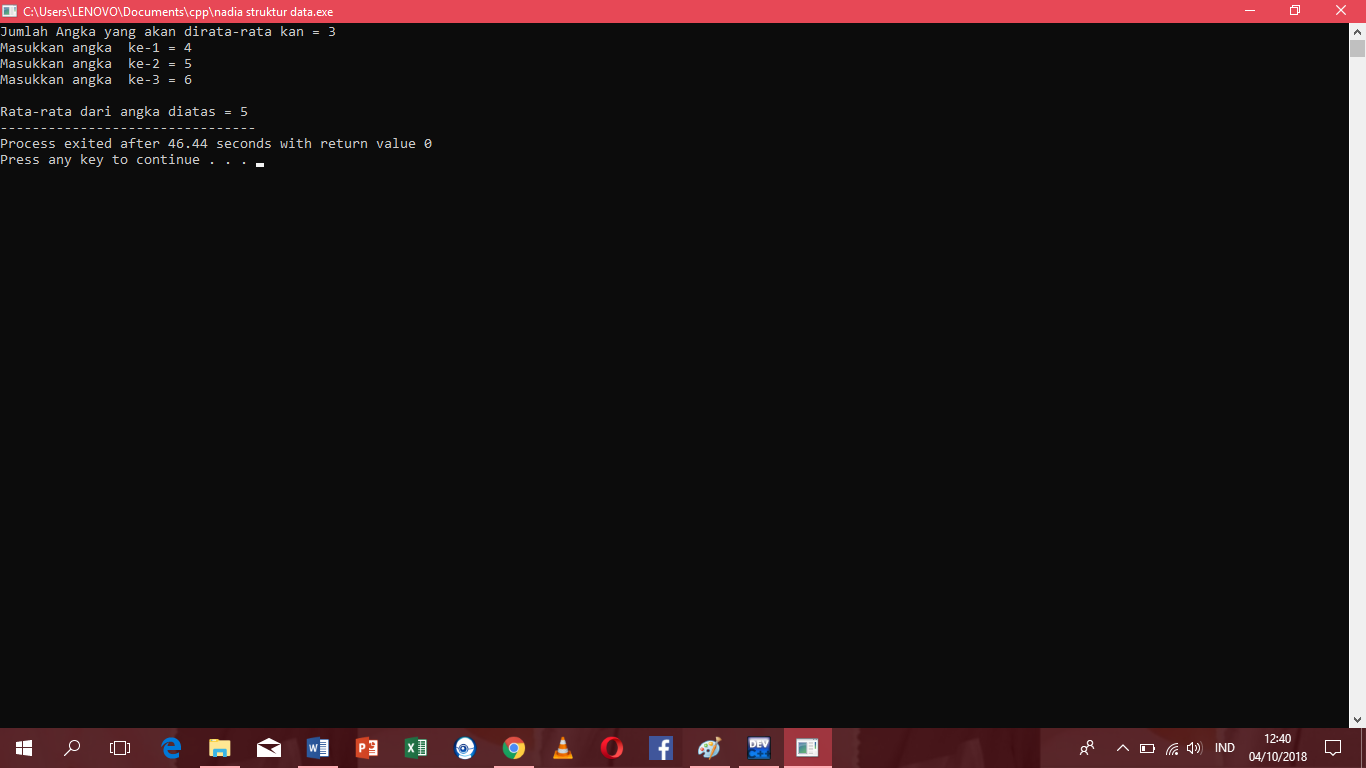 C:\Users\LENOVO\Documents\cpp\nadia struktur data.exe
Jumlah Angka yang akan dirata-rata kan = 3
Masukkan angka  ke-1 = 4
Masukkan angka  ke-2 = 5
Masukkan angka  ke-3 = 6
Rata-rata dari angka diatas = 5
--------------------------------
Process exited after 46.44 seconds with return value 0
Press any key to continue . . .
DEV
IND
12:40
04/10/2018